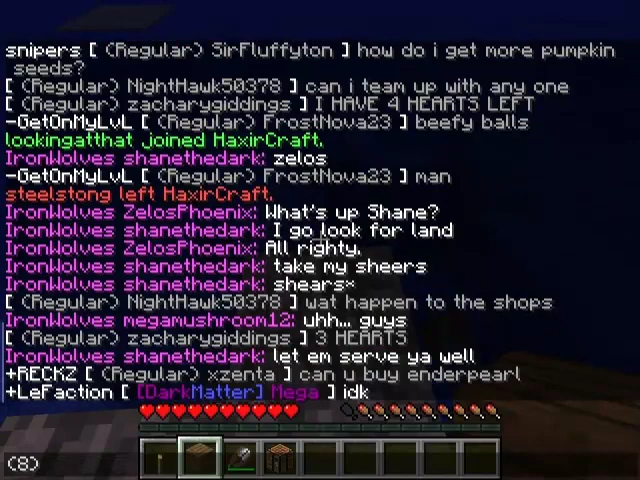 snipers [ (Regular) SirFluffyton ] how do i get more pumpkin
seeds?
[ (Regular) NightHawk50378 ] can i team up with any one
[ (Regular) zacharygiddings ] I HAVE 4 HEARTS LEFT
-GetOnMyLvL [ (Regular) FrostNova23 ] beefy balls
lookingatthat joined HaxirCraft.
IronWolves shanethedark: zelos
-GetOnMyLvL [ (Regular) FrostNova23 ] man
steelstong left HaxirCraft.
IronWolves ZelosPhoenix: What's up Shane?
IronWolves shanethedark: I go look for land
IronWolves ZelosPhoenix: All righty.
IronWolves shanethedark: take my sheers
IronWolves shanethedark: shears*
[ (Regular) NightHawk50378 ] wat happen to the shops
IronWolves megamushroom12: uhh... guys
[ (Regular) zacharygiddings ] 3 HEARTS
IronWolves shanethedark: let em serve ya well
+RECKZ [ (Regular) xzenta ] can u buy enderpearl
+LeFaction [ [DarkMatter] Mega ] idk
(8)